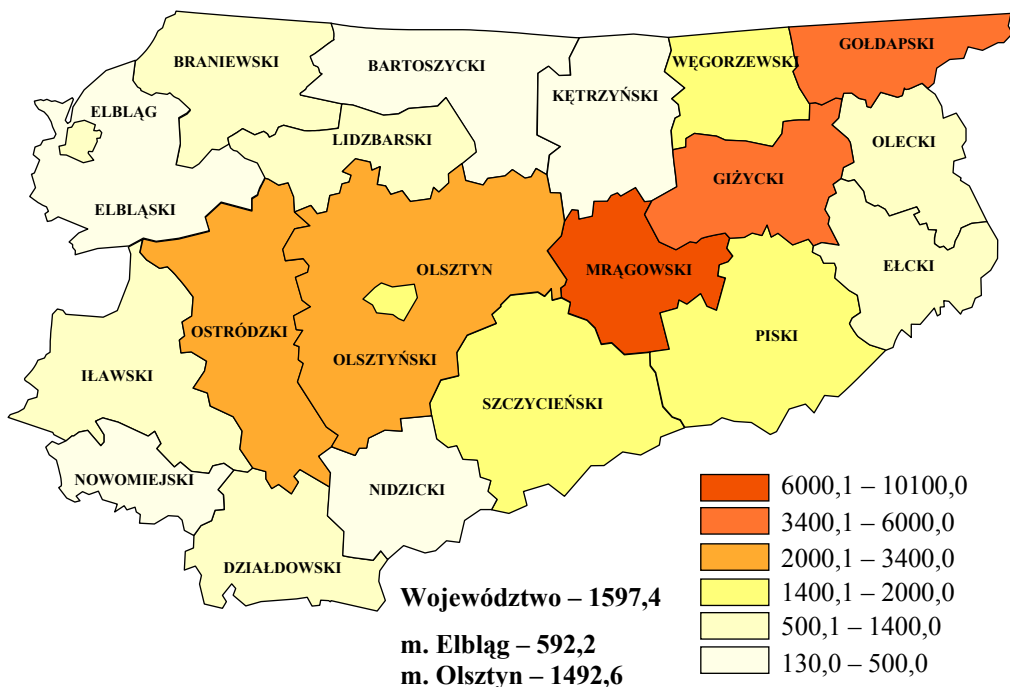 GOŁDAPSKI
BRANIEWSKI
BARTOSZYCKI
WĘGORZEWSKI
KĘTRZYŃSKI
ELBLĄG
LIDZBARSKI
OLECKI
GIŻYCKI
ELBLĄSKI
OLSZTYN
MRĄGOWSKI
EŁCKI
OSTRÓDZKI
PISKI
OLSZTYŃSKI
IŁAWSKI
SZCZYCIEŃSKI
NOWOMIEJSKI
NIDZICKI
DZIAŁDOWSKI
6000,1 – 10100,0
3400,1 – 6000,0
2000,1 – 3400,0
1400,1 – 2000,0
500,1 – 1400,0
130,0 – 500,0
Województwo – 1597,4
m. Elbląg – 592,2
m. Olsztyn – 1492,6